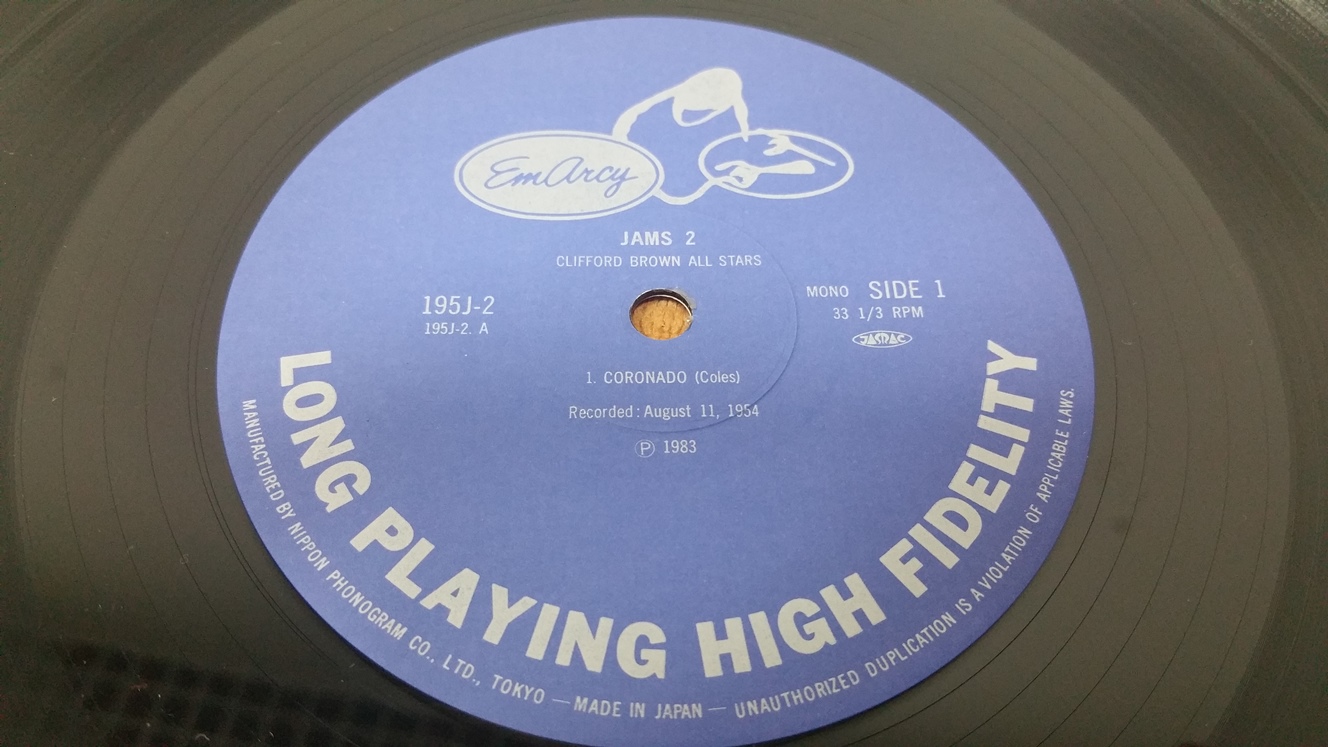 EmArcy
JAMS 2
CLIFFORD BROWN ALL STARS
195J-2
195J-2. A
MONO SIDE 1
33 1/3 RPM
JASRAC
1. CORONADO (Coles)
Recorded: August 11, 1954
Ⓟ 1983
LONG PLAYING HIGH FIDELITY
MANUFACTURED BY NIPPON PHONOGRAM CO., LTD., TOKYO — MADE IN JAPAN — UNAUTHORIZED DUPLICATION IS A VIOLATION OF APPLICABLE LAWS.